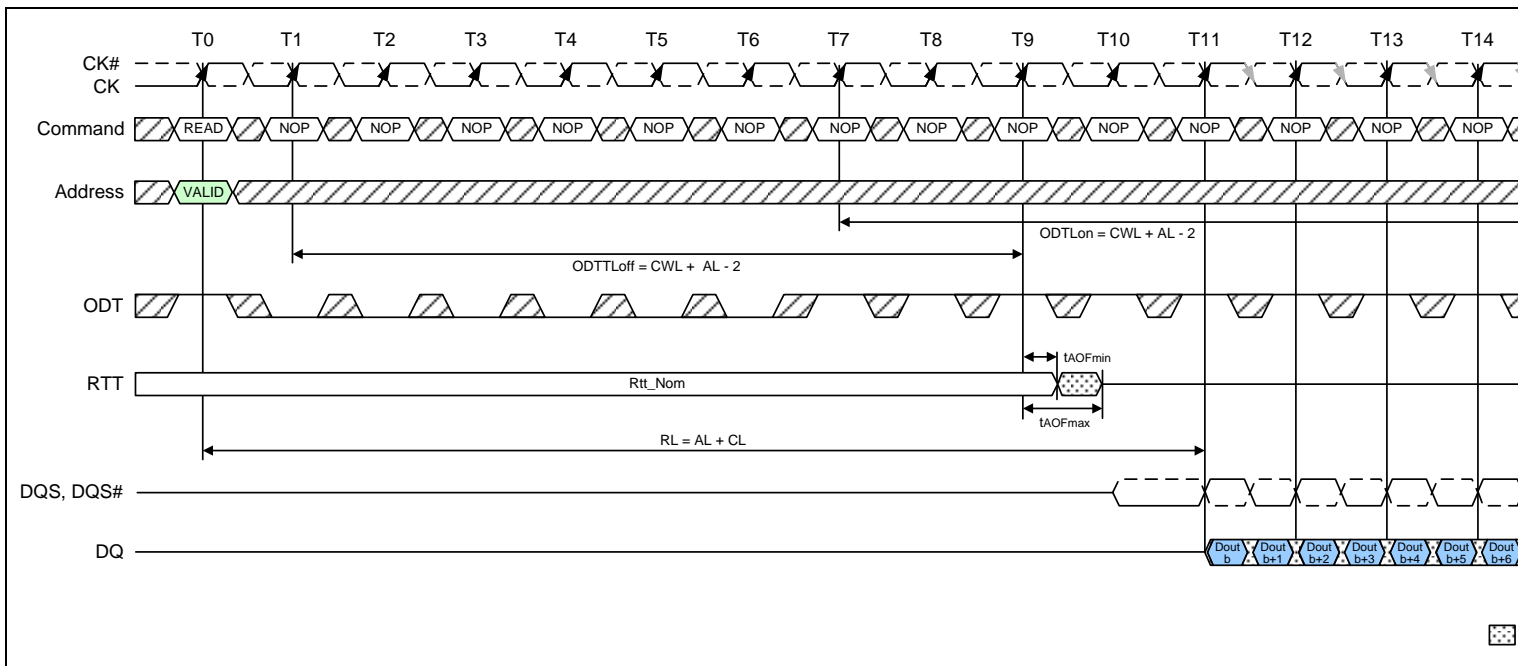 T0 T1 T2 T3 T4 T5 T6 T7 T8 T9 T10 T11 T12 T13 T14
CK#
CK
Command READ NOP NOP NOP NOP NOP NOP NOP NOP NOP NOP NOP NOP NOP NOP
Address VALID
ODTLon = CWL + AL - 2
ODTTLoff = CWL + AL - 2
ODT
tAOFmin
RTT Rtt_Nom
tAOFmax
RL = AL + CL
DQS, DQS#
DQ
Dout b Dout b+1 Dout b+2 Dout b+3 Dout b+4 Dout b+5 Dout b+6